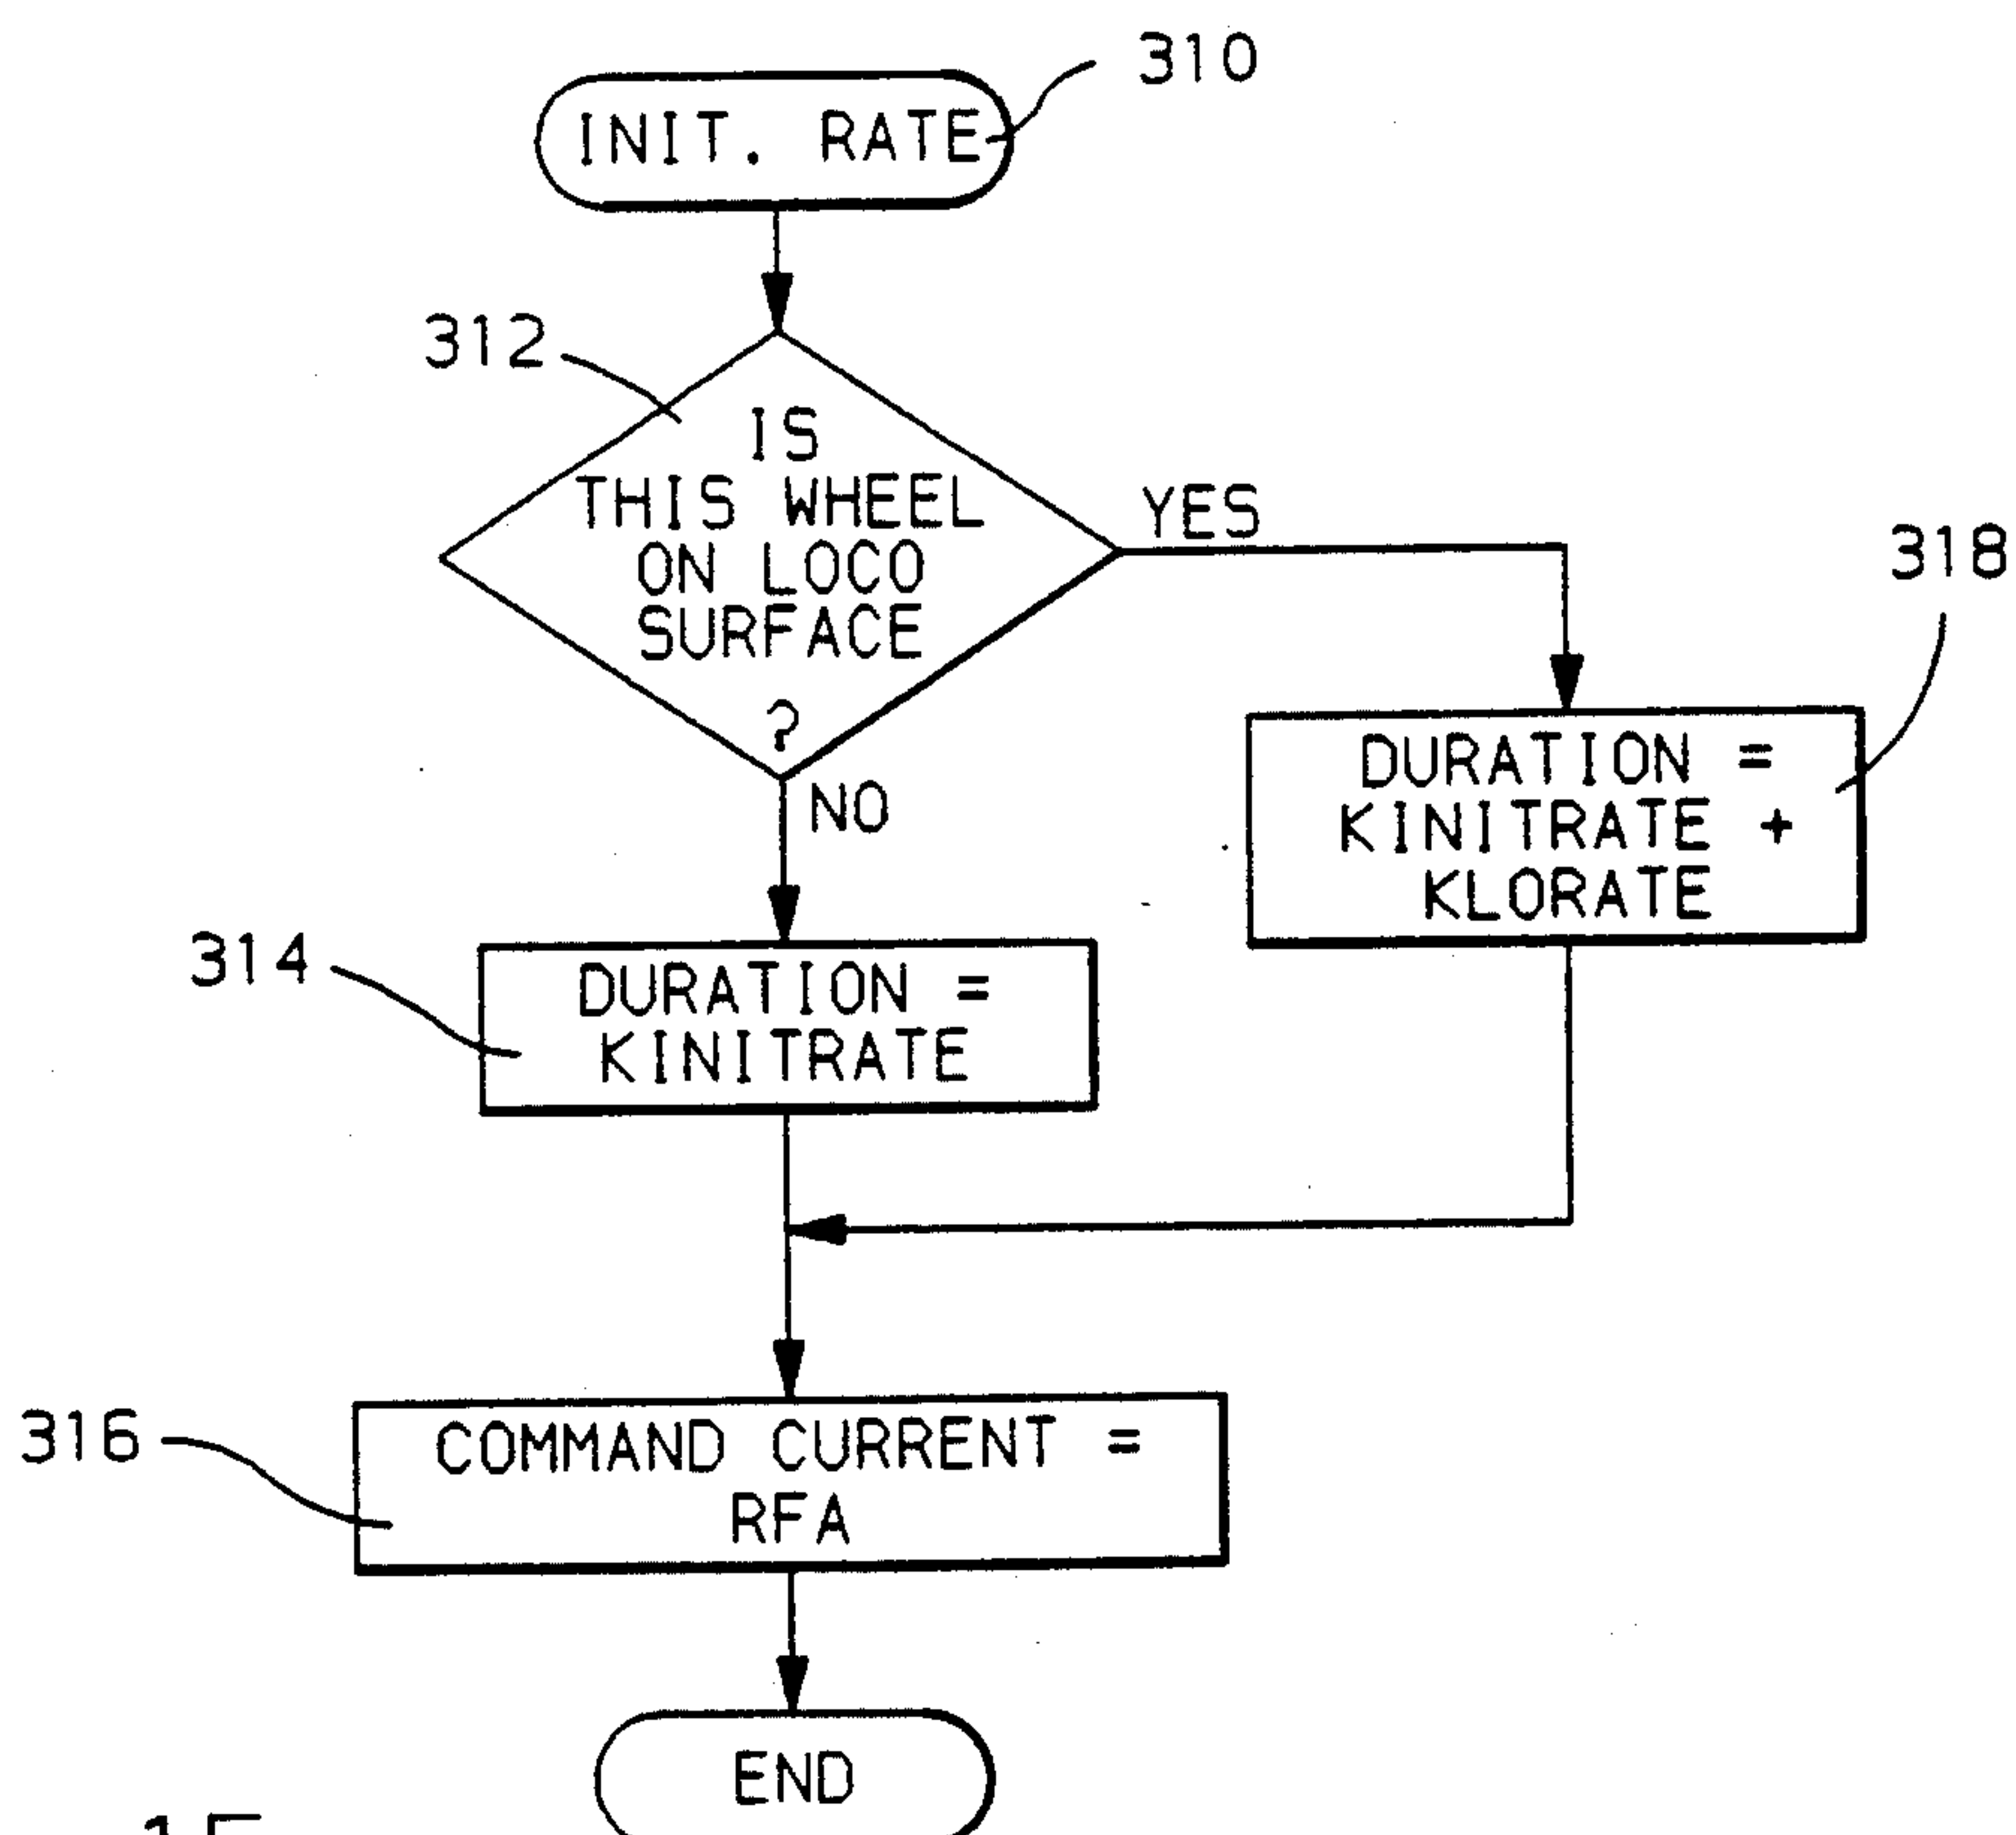 310
INIT. RATE
312
IS
THIS WHEEL
ON LOCO
SURFACE
?
YES
318
NO
DURATION =
KINITRATE +
KLORATE
314
DURATION =
KINITRATE
316
COMMAND CURRENT =
RFA
END